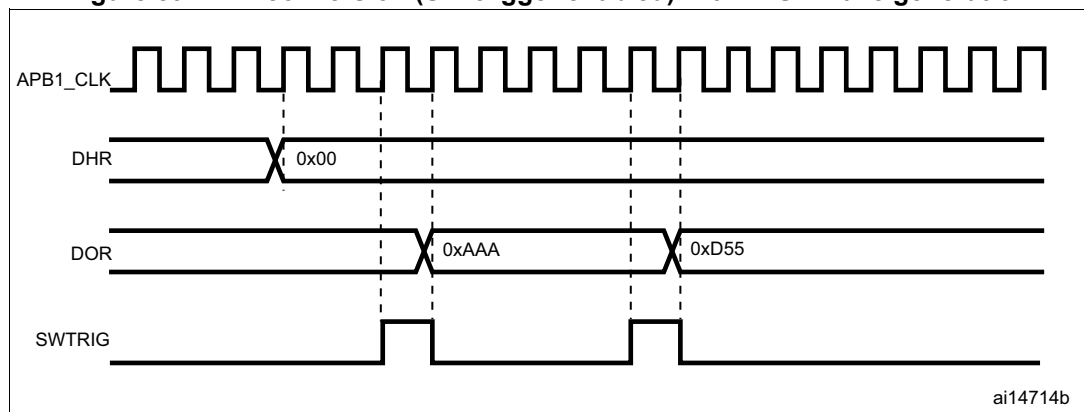 APB1_CLK
DHR
0x00
DOR
0xAAA
0xD55
SWTRIG
ai14714b